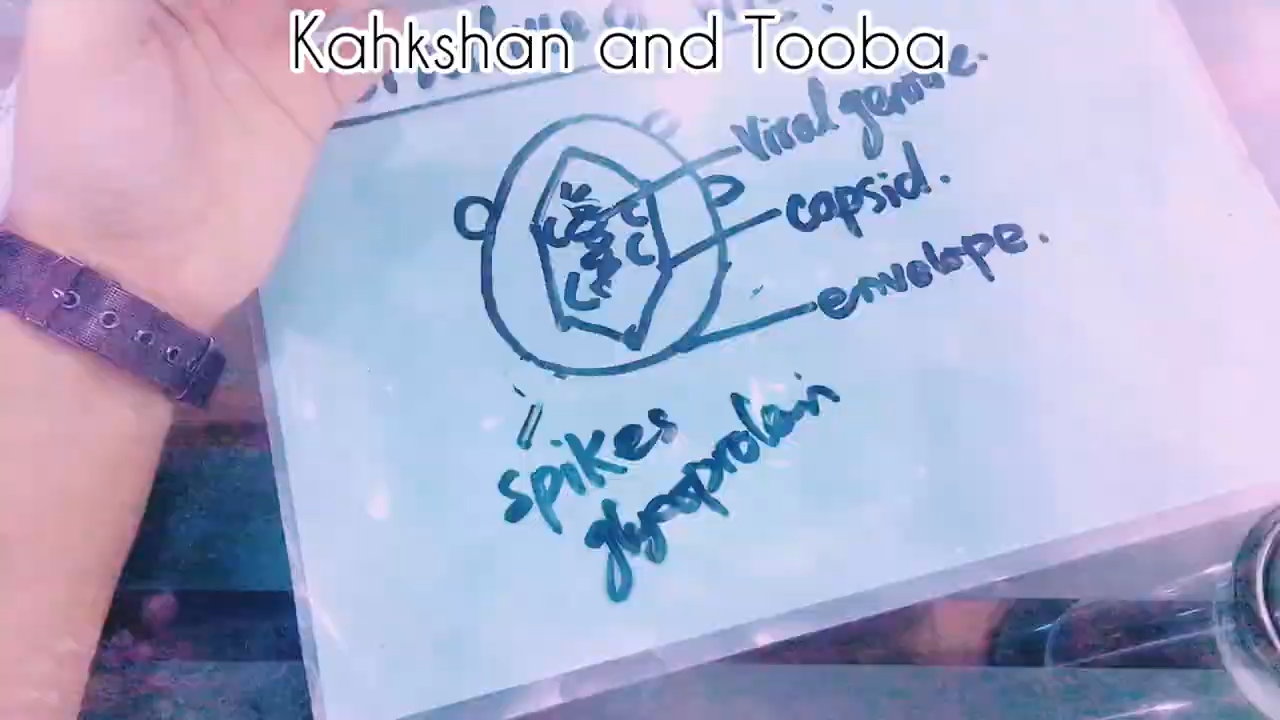 Kahkshan and Tooba
viral genome.
capsid.
envelope.
spikes
glycoprotein